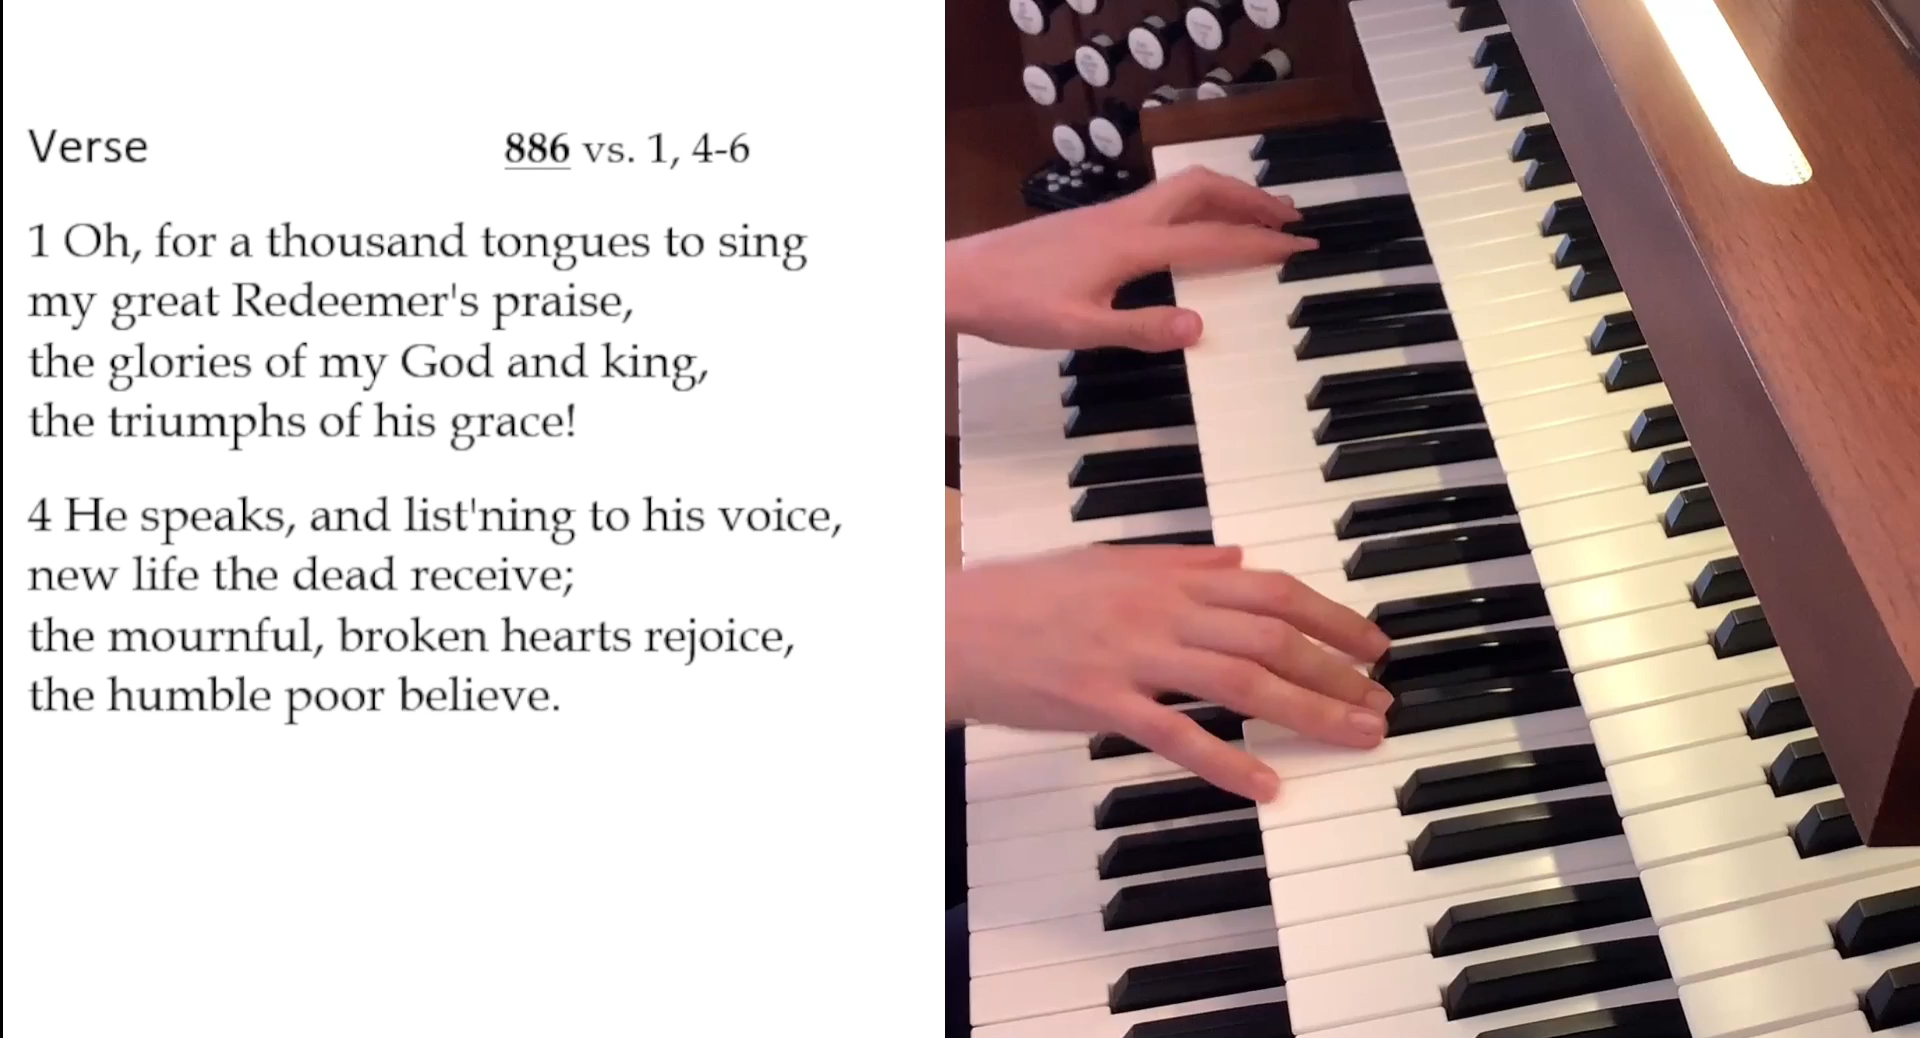 Verse 886 vs. 1, 4-6
1 Oh, for a thousand tongues to sing
my great Redeemer's praise,
the glories of my God and king,
the triumphs of his grace!
4 He speaks, and list'ning to his voice,
new life the dead receive;
the mournful, broken hearts rejoice,
the humble poor believe.